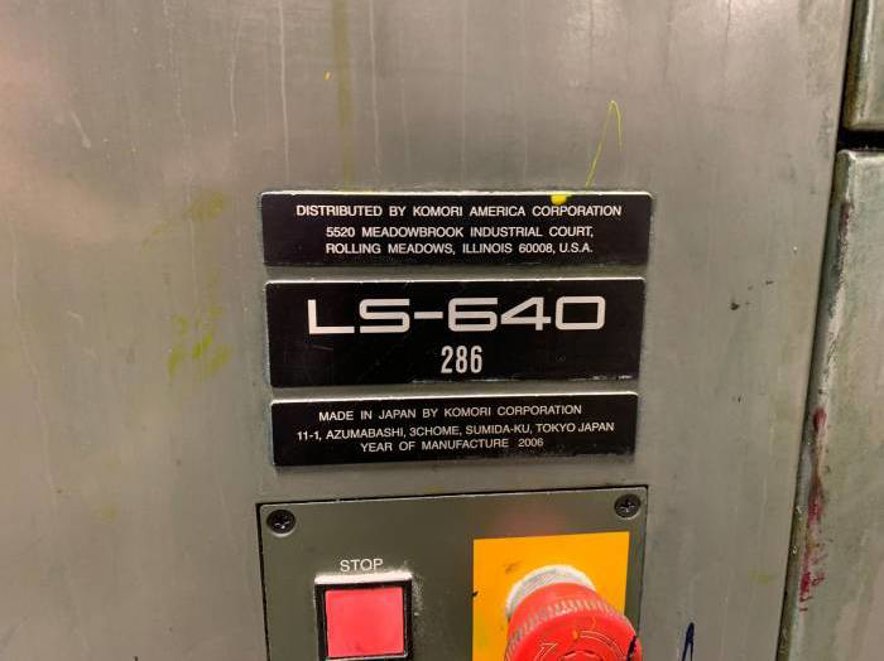 DISTRIBUTED BY KOMORI AMERICA CORPORATION
5520 MEADOWBROOK INDUSTRIAL COURT,
ROLLING MEADOWS, ILLINOIS 60008, U.S.A.
LS-640
286
MADE IN JAPAN BY KOMORI CORPORATION
11-1, AZUMABASHI, 3CHOME, SUMIDA-KU, TOKYO JAPAN
YEAR OF MANUFACTURE 2006
STOP